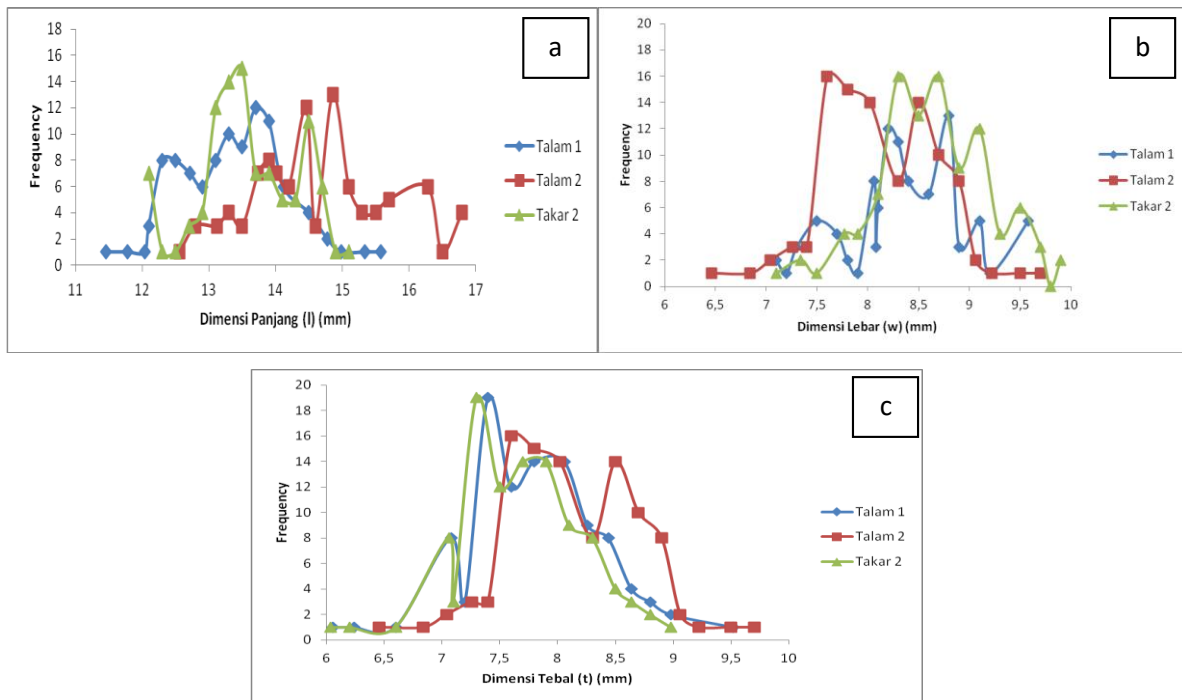 a
18
16
14
12
10
8
6
4
2
0
Frequency
11 12 13 14 15 16 17
Dimensi Panjang (l) (mm)
Talam 1
Talam 2
Takar 2
b
20
18
16
14
12
10
8
6
4
2
0
Frequency
6 6,5 7 7,5 8 8,5 9 9,5 10
Dimensi Lebar (w) (mm)
Talam 1
Talam 2
Takar 2
c
20
18
16
14
12
10
8
6
4
2
0
Frequency
6 6,5 7 7,5 8 8,5 9 9,5 10
Dimensi Tebal (t) (mm)
Talam 1
Talam 2
Takar 2